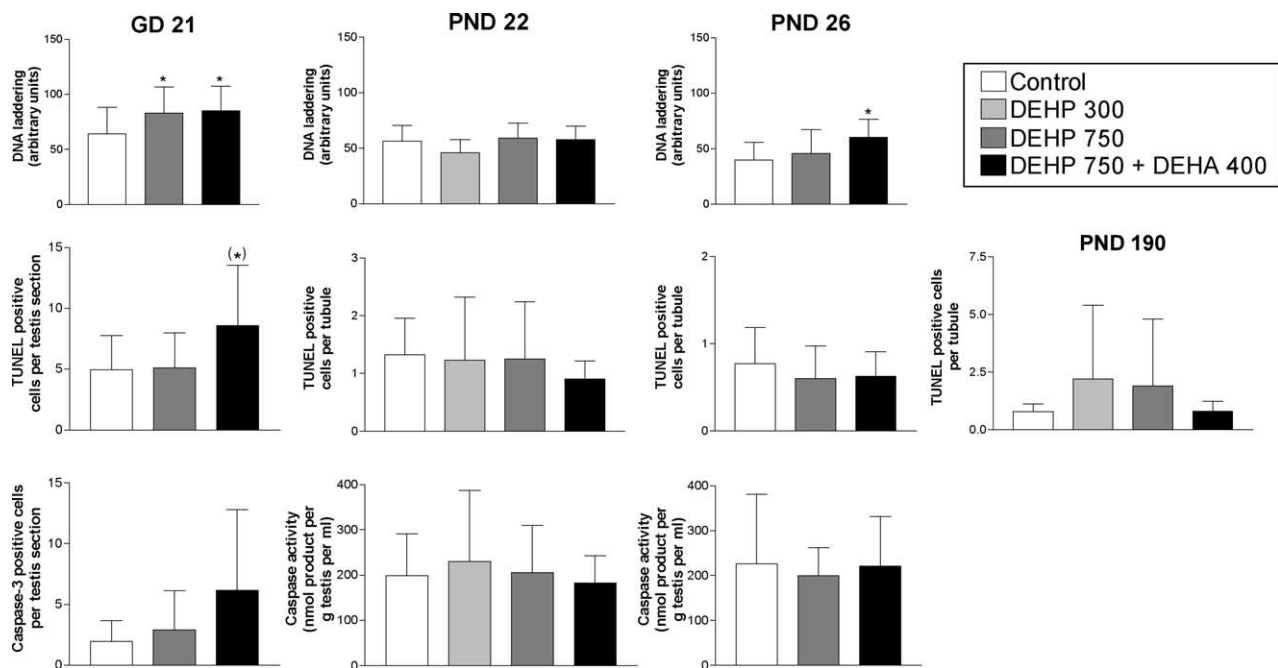 GD 21
PND 22
PND 26
DNA laddering
(arbitrary units)
150
100
50
0
*
*
DNA laddering
(arbitrary units)
150
100
50
0
DNA laddering
(arbitrary units)
150
100
50
0
*
Control
DEHP 300
DEHP 750
DEHP 750 + DEHA 400
TUNEL positive
cells per testis section
15
10
5
0
(*)
TUNEL positive
cells per tubule
3
2
1
0
TUNEL positive
cells per tubule
2
1
0
PND 190
TUNEL positive cells
per tubule
7.5
5.0
2.5
0.0
Caspase-3 positive cells
per testis section
15
10
5
0
Caspase activity
(nmol product per
g testis per ml)
400
300
200
100
0
Caspase activity
(nmol product per
g testis per ml)
400
300
200
100
0